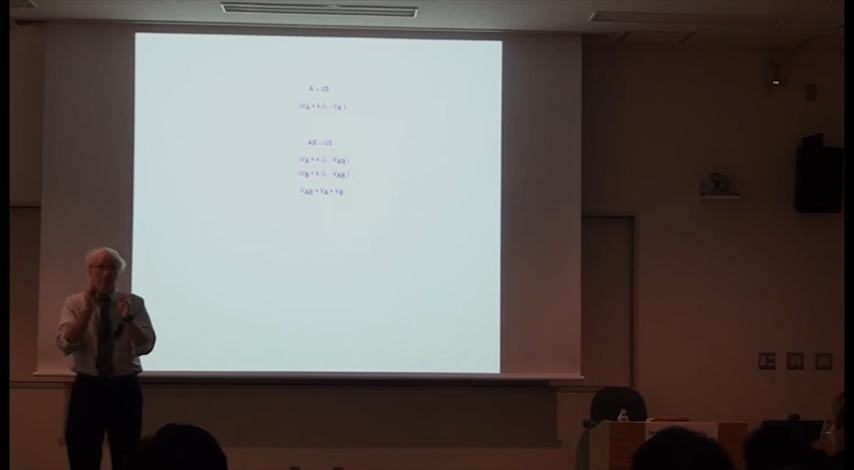 A – US
ΔVA = k (λ - VA)
AB – US
ΔVA = k (λ - VAB)
ΔVB = k (λ - VAB)
VAB = VA + VB